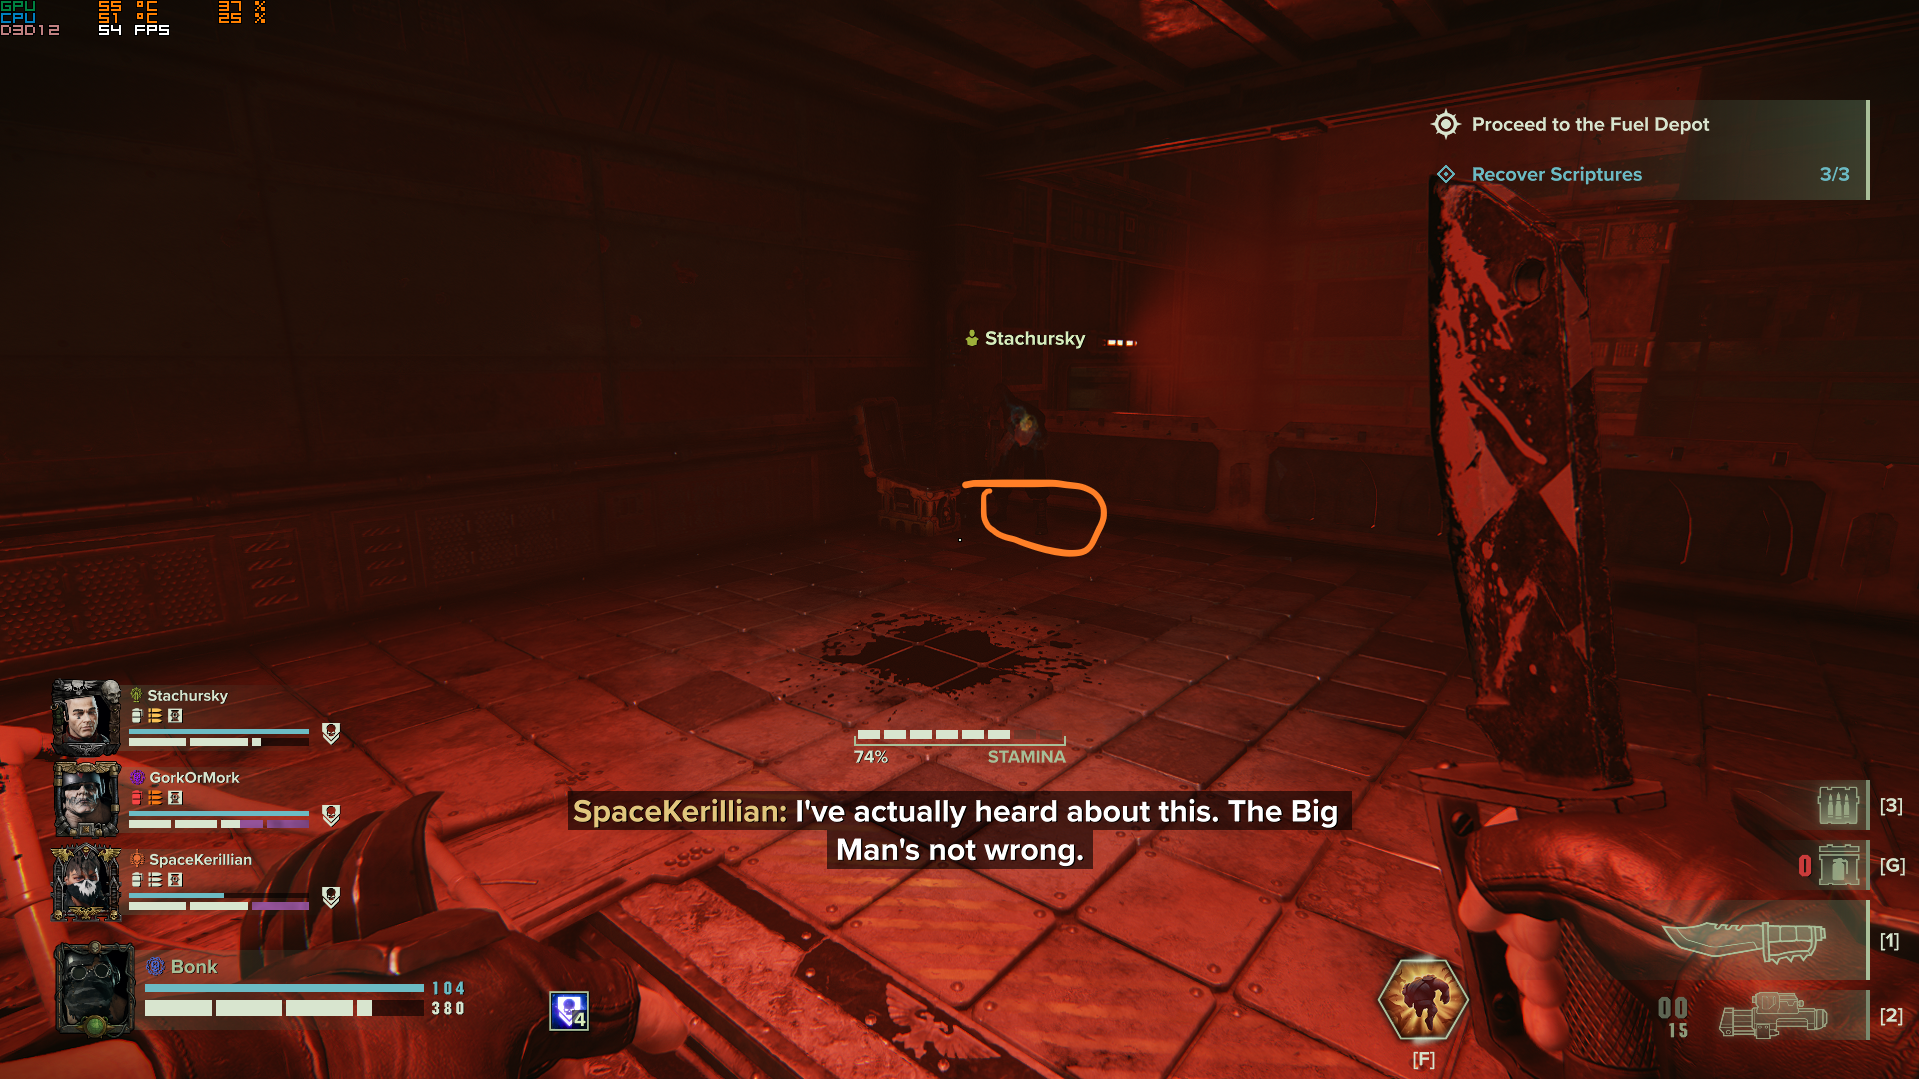 GPU 55 °C 37 %
CPU 51 °C 25 %
D3D12 54 FPS
Proceed to the Fuel Depot
Recover Scriptures 3/3
Stachursky
Stachursky
GorkOrMork
SpaceKerillian
Bonk
104
380
4
74% STAMINA
SpaceKerillian: I've actually heard about this. The Big
Man's not wrong.
[3]
0 [G]
[1]
00
15
[2]
[F]